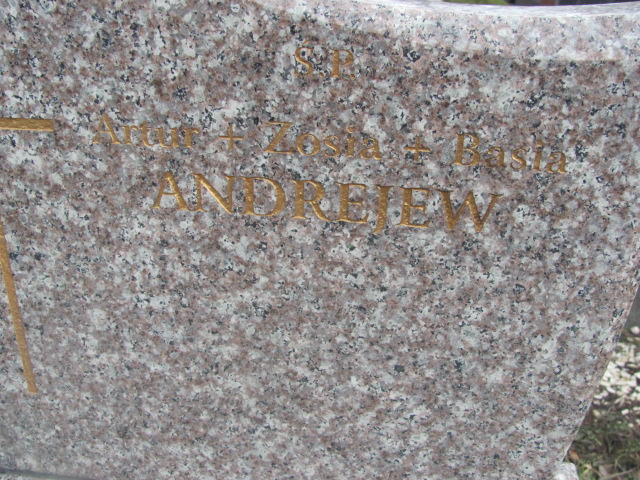 Ś.P.
Artur + Zosia + Basia
ANDREJEW